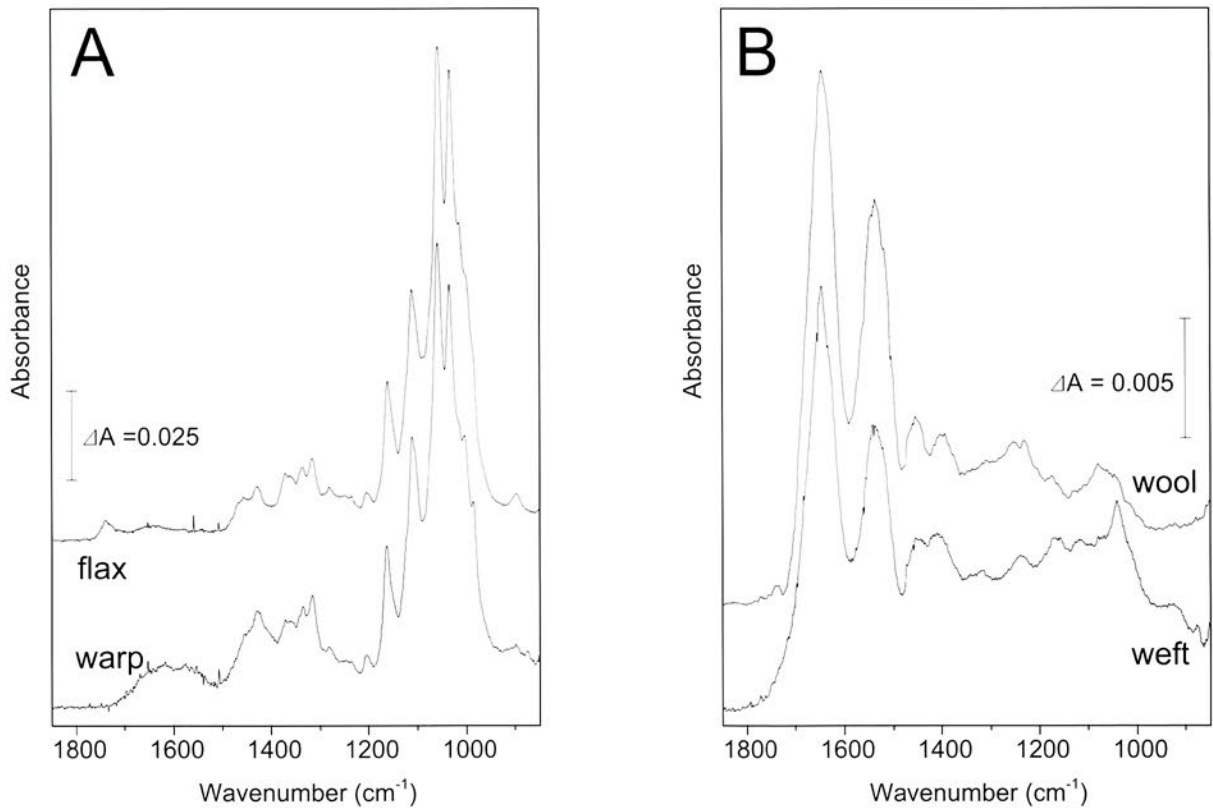 A
Absorbance
ΔA =0.025
flax
warp
1800 1600 1400 1200 1000
Wavenumber (cm-1)
B
Absorbance
ΔA = 0.005
wool
weft
1800 1600 1400 1200 1000
Wavenumber (cm-1)